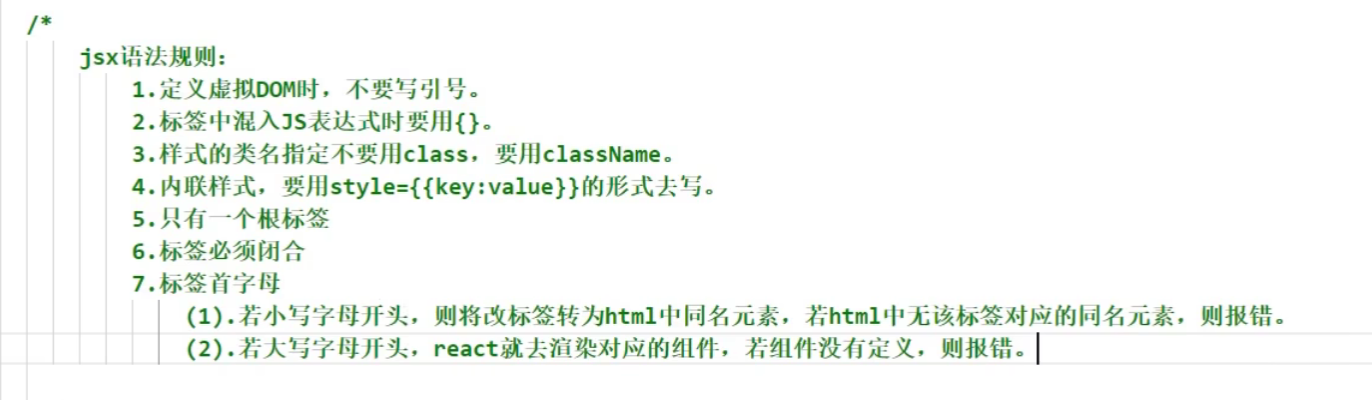 /*
jsx语法规则：
1.定义虚拟DOM时，不要写引号。
2.标签中混入JS表达式时要用{}。
3.样式的类名指定不要用class，要用className。
4.内联样式，要用style={{key:value}}的形式去写。
5.只有一个根标签
6.标签必须闭合
7.标签首字母
(1).若小写字母开头，则将改标签转为html中同名元素，若html中无该标签对应的同名元素，则报错。
(2).若大写字母开头，react就去渲染对应的组件，若组件没有定义，则报错。